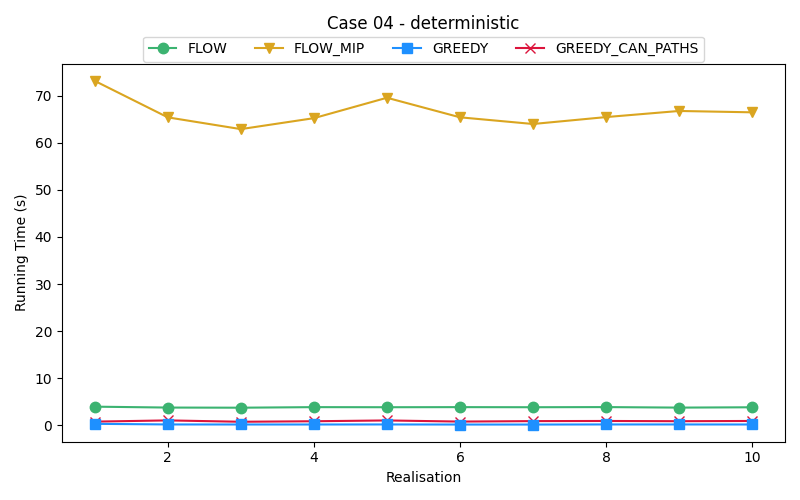 Case 04 - deterministic
FLOW FLOW_MIP GREEDY GREEDY_CAN_PATHS
70
60
50
40
30
20
10
0
Running Time (s)
2 4 6 8 10
Realisation